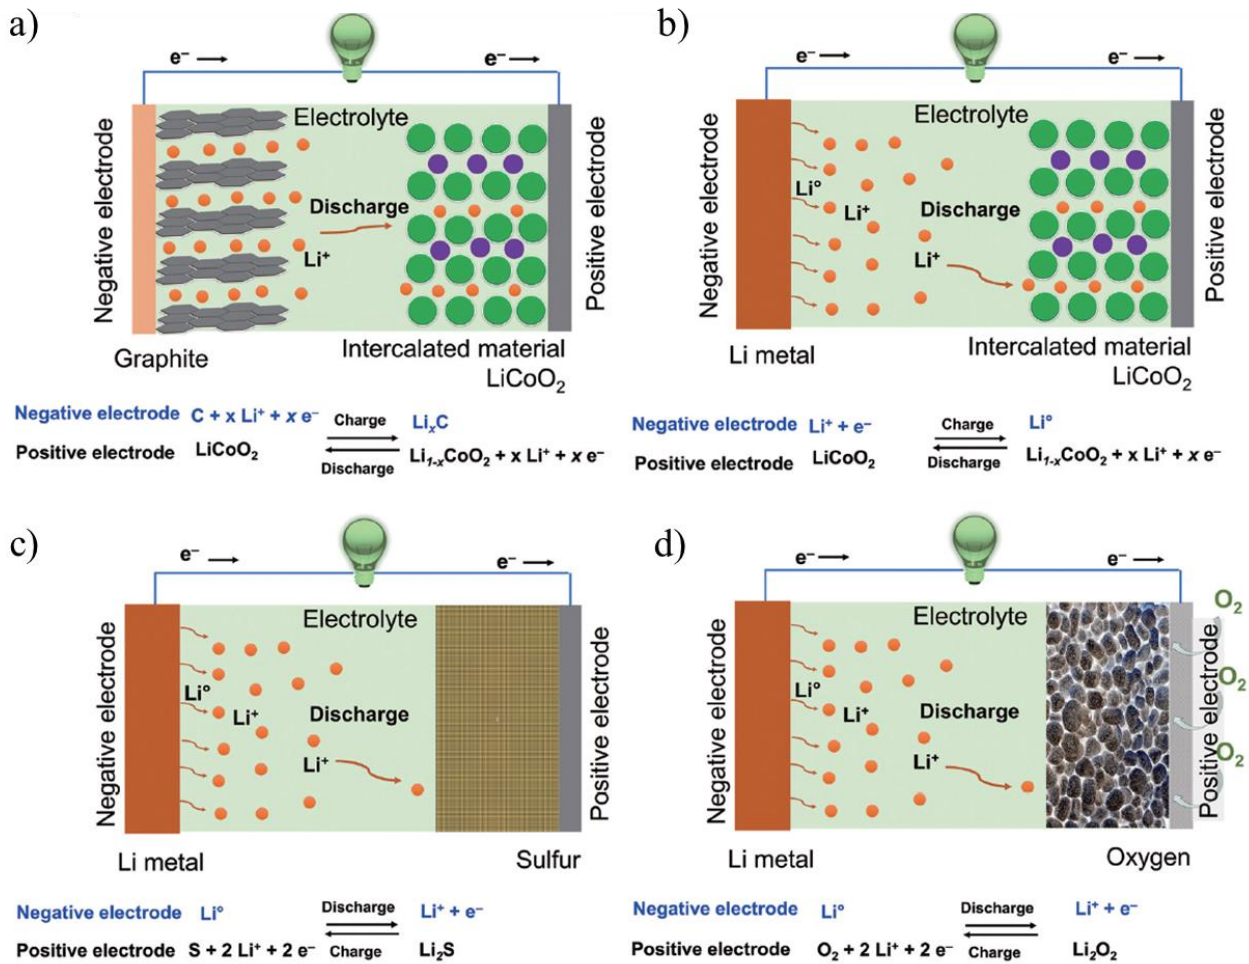 a)
e⁻ → e⁻ →
Negative electrode
Electrolyte
Discharge
Li⁺
Positive electrode
Graphite
Intercalated material
LiCoO₂
Negative electrode C + x Li⁺ + x e⁻ Charge LiₓC
Positive electrode LiCoO₂ Discharge Li₁₋ₓCoO₂ + x Li⁺ + x e⁻
b)
e⁻ → e⁻ →
Negative electrode
Electrolyte
Li°
Li⁺
Discharge
Li⁺
Positive electrode
Li metal
Intercalated material
LiCoO₂
Negative electrode Li⁺ + e⁻ Charge Li°
Positive electrode LiCoO₂ Discharge Li₁₋ₓCoO₂ + x Li⁺ + x e⁻
c)
e⁻ → e⁻ →
Negative electrode
Electrolyte
Li°
Li⁺
Discharge
Li⁺
Positive electrode
Li metal
Sulfur
Negative electrode Li° Discharge Li⁺ + e⁻
Positive electrode S + 2 Li⁺ + 2 e⁻ Charge Li₂S
d)
e⁻ → e⁻ →
Negative electrode
Electrolyte
Li°
Li⁺
Discharge
Li⁺
Positive electrode
O₂
O₂
O₂
Li metal
Oxygen
Negative electrode Li° Discharge Li⁺ + e⁻
Positive electrode O₂ + 2 Li⁺ + 2 e⁻ Charge Li₂O₂